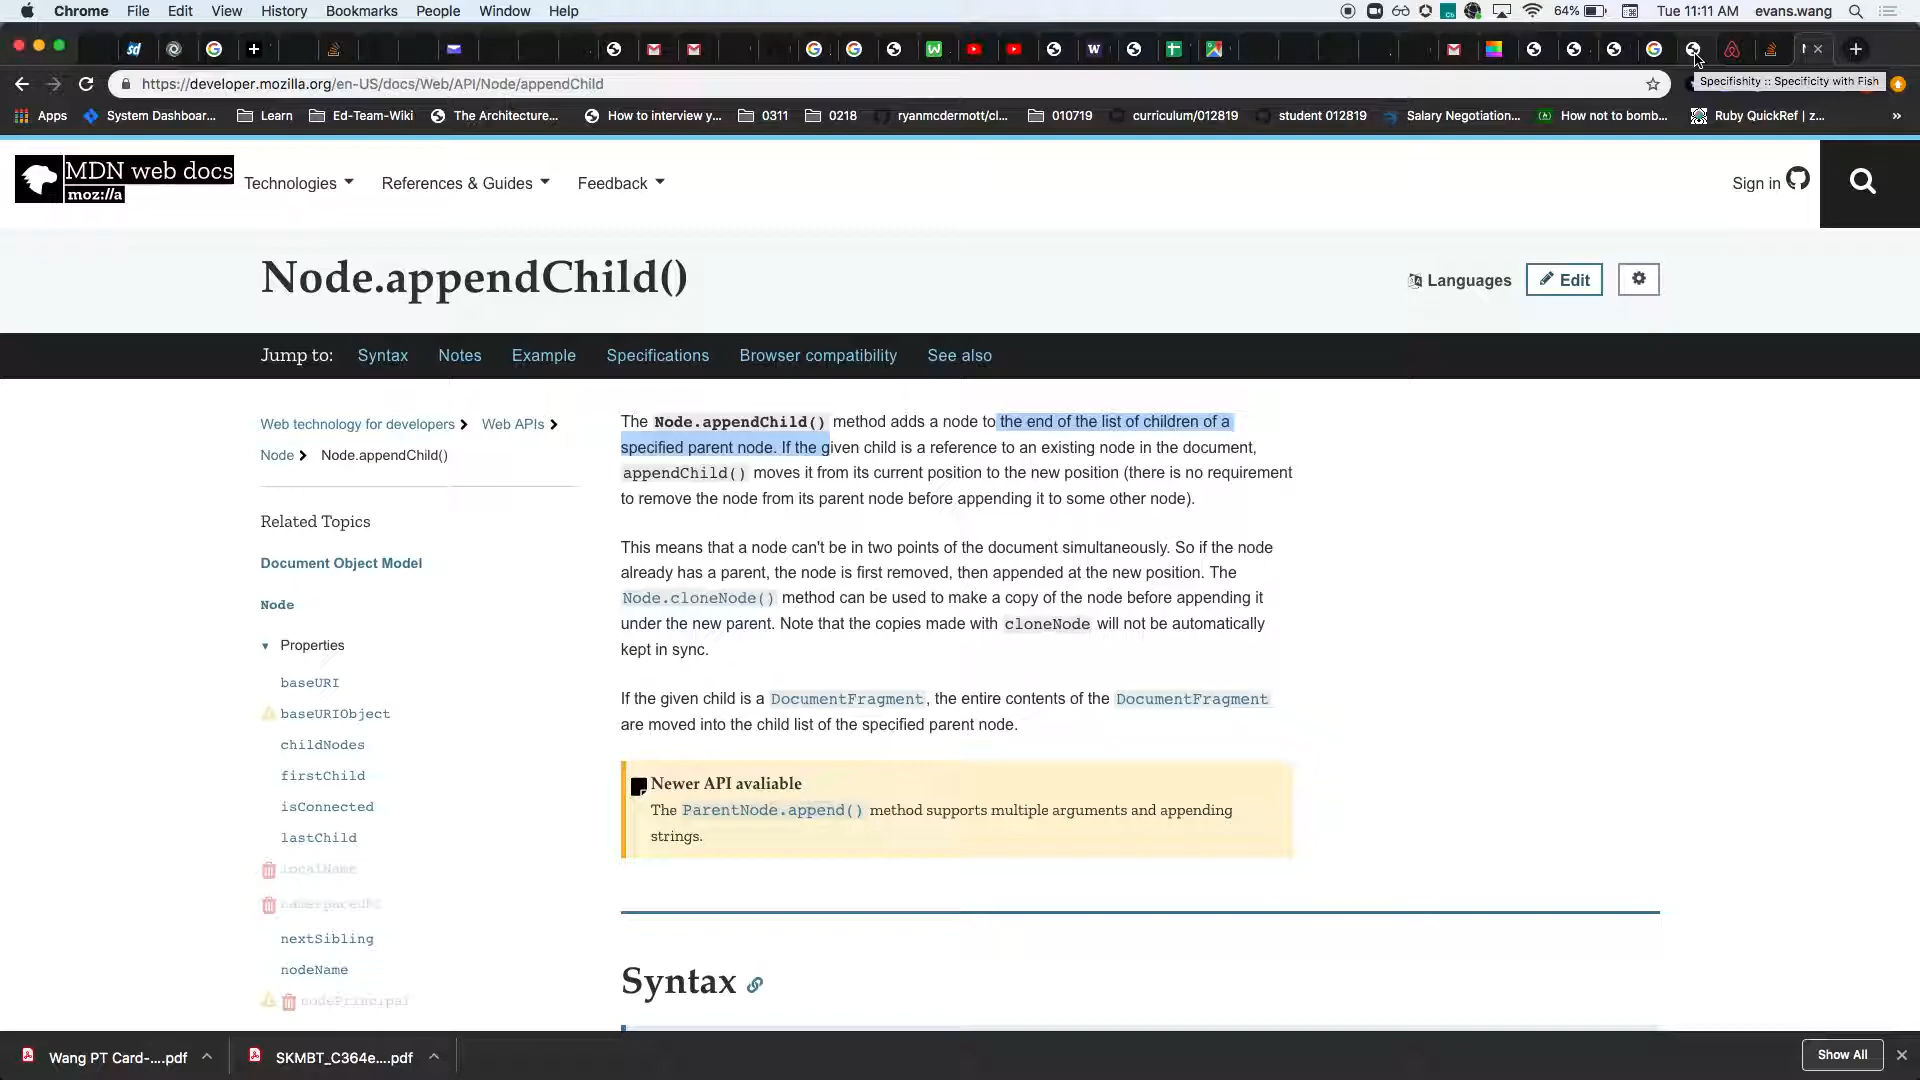 Chrome File Edit View History Bookmarks People Window Help 64% Tue 11:11 AM evans.wang
https://developer.mozilla.org/en-US/docs/Web/API/Node/appendChild
Specifishity :: Specificity with Fish
Apps System Dashboar... Learn Ed-Team-Wiki The Architecture... How to interview y... 0311 0218 ryanmcdermott/cl... 010719 curriculum/012819 student 012819 Salary Negotiation... How not to bomb... Ruby QuickRef | z... »
MDN web docs
moz://a
Technologies References & Guides Feedback Sign in
Node.appendChild()
Languages Edit
Jump to: Syntax Notes Example Specifications Browser compatibility See also
Web technology for developers Web APIs
Node Node.appendChild()
Related Topics
Document Object Model
Node
Properties
baseURI
baseURIObject
childNodes
firstChild
isConnected
lastChild
localName
namespaceURI
nextSibling
nodeName
nodePrincipal
The Node.appendChild() method adds a node to the end of the list of children of a
specified parent node. If the given child is a reference to an existing node in the document,
appendChild() moves it from its current position to the new position (there is no requirement
to remove the node from its parent node before appending it to some other node).
This means that a node can't be in two points of the document simultaneously. So if the node
already has a parent, the node is first removed, then appended at the new position. The
Node.cloneNode() method can be used to make a copy of the node before appending it
under the new parent. Note that the copies made with cloneNode will not be automatically
kept in sync.
If the given child is a DocumentFragment, the entire contents of the DocumentFragment
are moved into the child list of the specified parent node.
Newer API avaliable
The ParentNode.append() method supports multiple arguments and appending
strings.
Syntax
Wang PT Card-....pdf SKMBT_C364e....pdf Show All